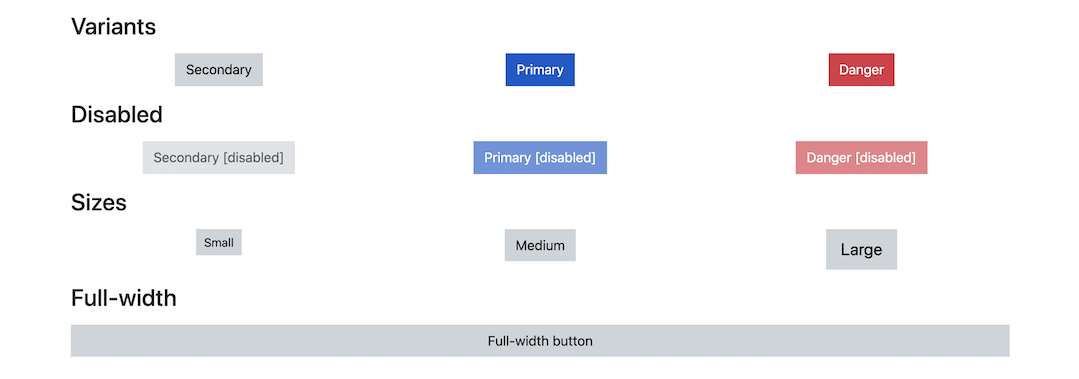 Variants
Secondary Primary Danger
Disabled
Secondary [disabled] Primary [disabled] Danger [disabled]
Sizes
Small Medium Large
Full-width
Full-width button